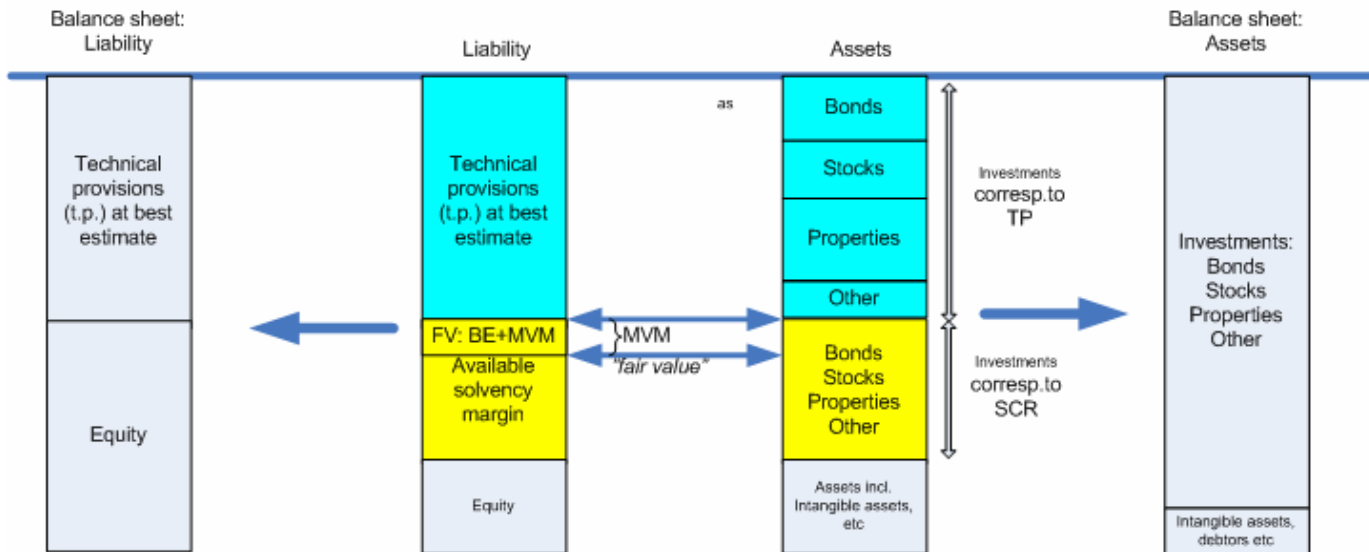 Balance sheet:
Liability
Liability
Assets
Balance sheet:
Assets
Technical
provisions
(t.p.) at best
estimate
Equity
Technical
provisions
(t.p.) at best
estimate
FV: BE+MVM
Available
solvency
margin
Equity
as
}MVM
"fair value"
Bonds
Stocks
Properties
Other
Bonds
Stocks
Properties
Other
Assets incl.
Intangible assets,
etc
Investments
corresp.to
TP
Investments
corresp.to
SCR
Investments:
Bonds
Stocks
Properties
Other
Intangible assets,
debtors etc